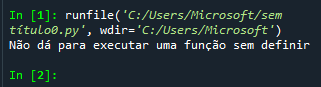 In [1]: runfile('C:/Users/Microsoft/sem
título0.py', wdir='C:/Users/Microsoft')
Não dá para executar uma função sem definir
In [2]: